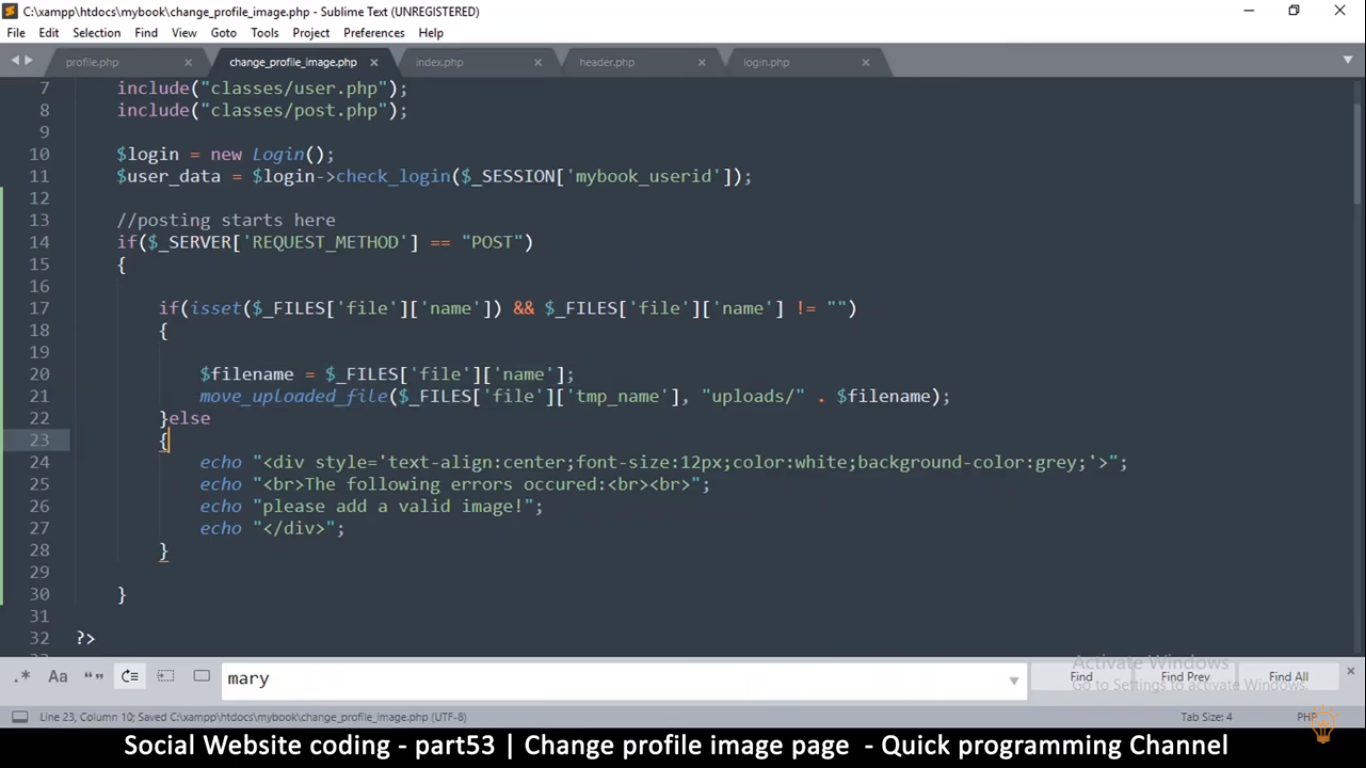 C:\xampp\htdocs\mybook\change_profile_image.php - Sublime Text (UNREGISTERED)
File Edit Selection Find View Goto Tools Project Preferences Help
profile.php change_profile_image.php index.php header.php login.php
7 include("classes/user.php");
8 include("classes/post.php");
9
10 $login = new Login();
11 $user_data = $login->check_login($_SESSION['mybook_userid']);
12
13 //posting starts here
14 if($_SERVER['REQUEST_METHOD'] == "POST")
15 {
16
17 if(isset($_FILES['file']['name']) && $_FILES['file']['name'] != "")
18 {
19
20 $filename = $_FILES['file']['name'];
21 move_uploaded_file($_FILES['file']['tmp_name'], "uploads/" . $filename);
22 }else
23 {
24 echo "<div style='text-align:center;font-size:12px;color:white;background-color:grey;'>";
25 echo "<br>The following errors occured:<br><br>";
26 echo "please add a valid image!";
27 echo "</div>";
28 }
29
30 }
31
32 ?>
.* Aa “” mary Find Find Prev Find All
Activate Windows
Go to Settings to activate Windows.
Line 23, Column 10; Saved C:\xampp\htdocs\mybook\change_profile_image.php (UTF-8) Tab Size: 4 PHP
Social Website coding - part53 | Change profile image page - Quick programming Channel